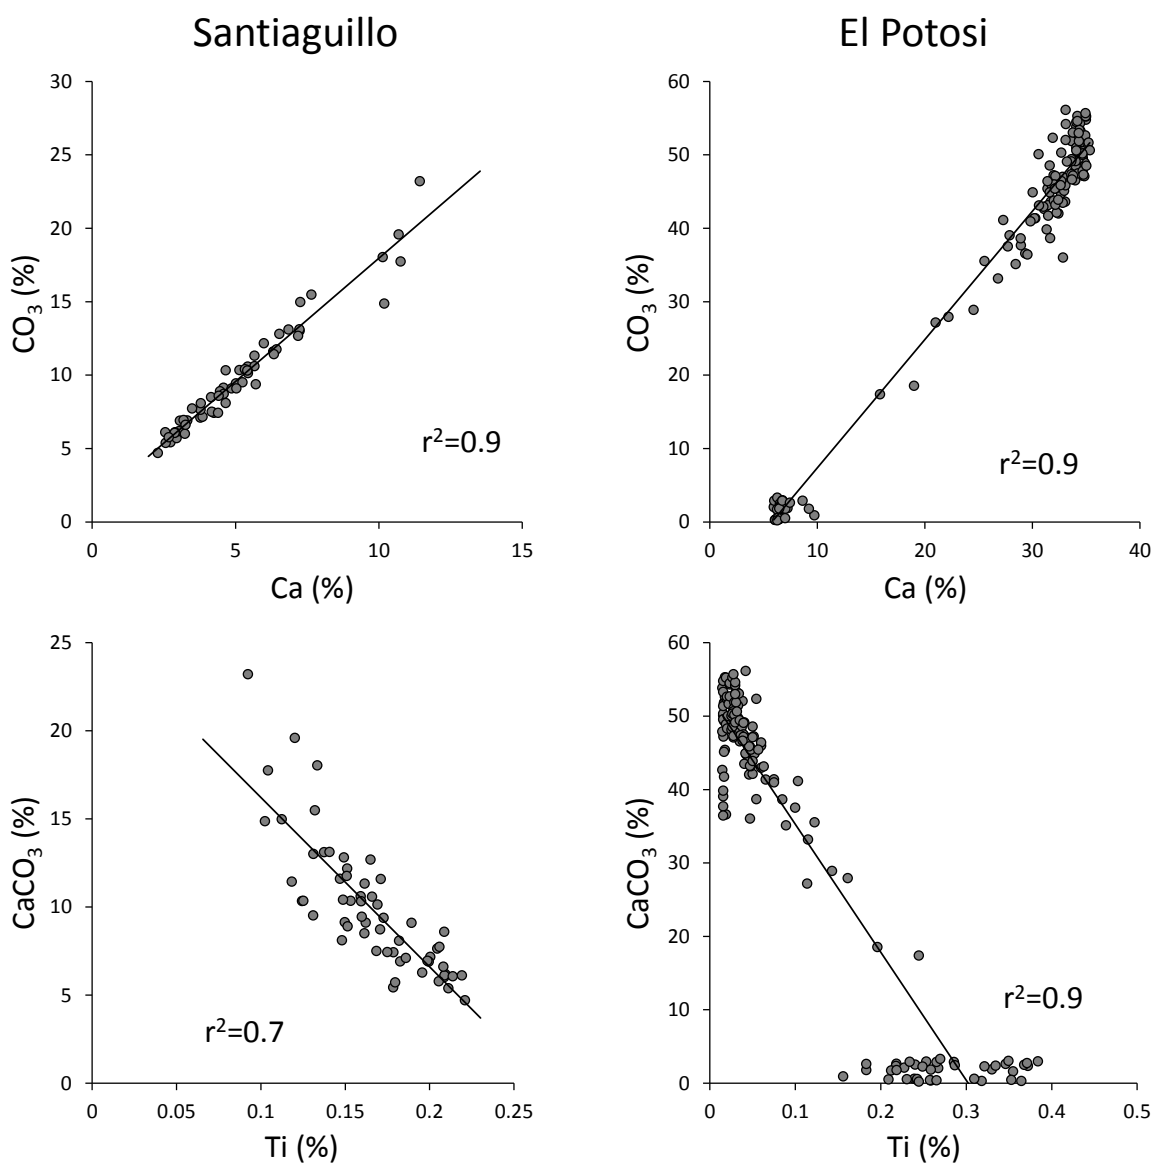 Santiaguillo
El Potosi
30
25
20
15
10
5
0
CO₃ (%)
0 5 10 15
Ca (%)
r²=0.9
60
50
40
30
20
10
0
CO₃ (%)
0 10 20 30 40
Ca (%)
r²=0.9
25
20
15
10
5
0
CaCO₃ (%)
0 0.05 0.1 0.15 0.2 0.25
Ti (%)
r²=0.7
60
50
40
30
20
10
0
CaCO₃ (%)
0 0.1 0.2 0.3 0.4 0.5
Ti (%)
r²=0.9